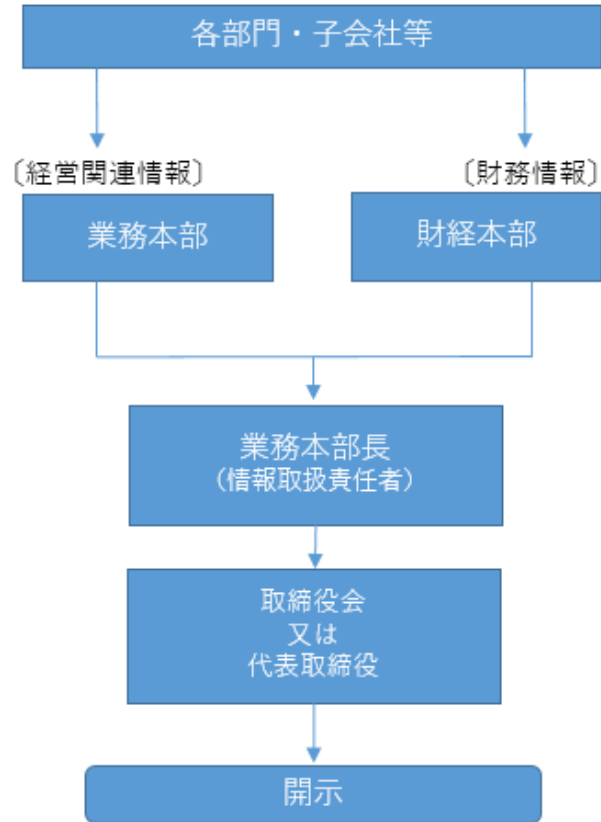 各部門・子会社等
〔経営関連情報〕
〔財務情報〕
業務本部
財経本部
業務本部長
（情報取扱責任者）
取締役会
又は
代表取締役
開示